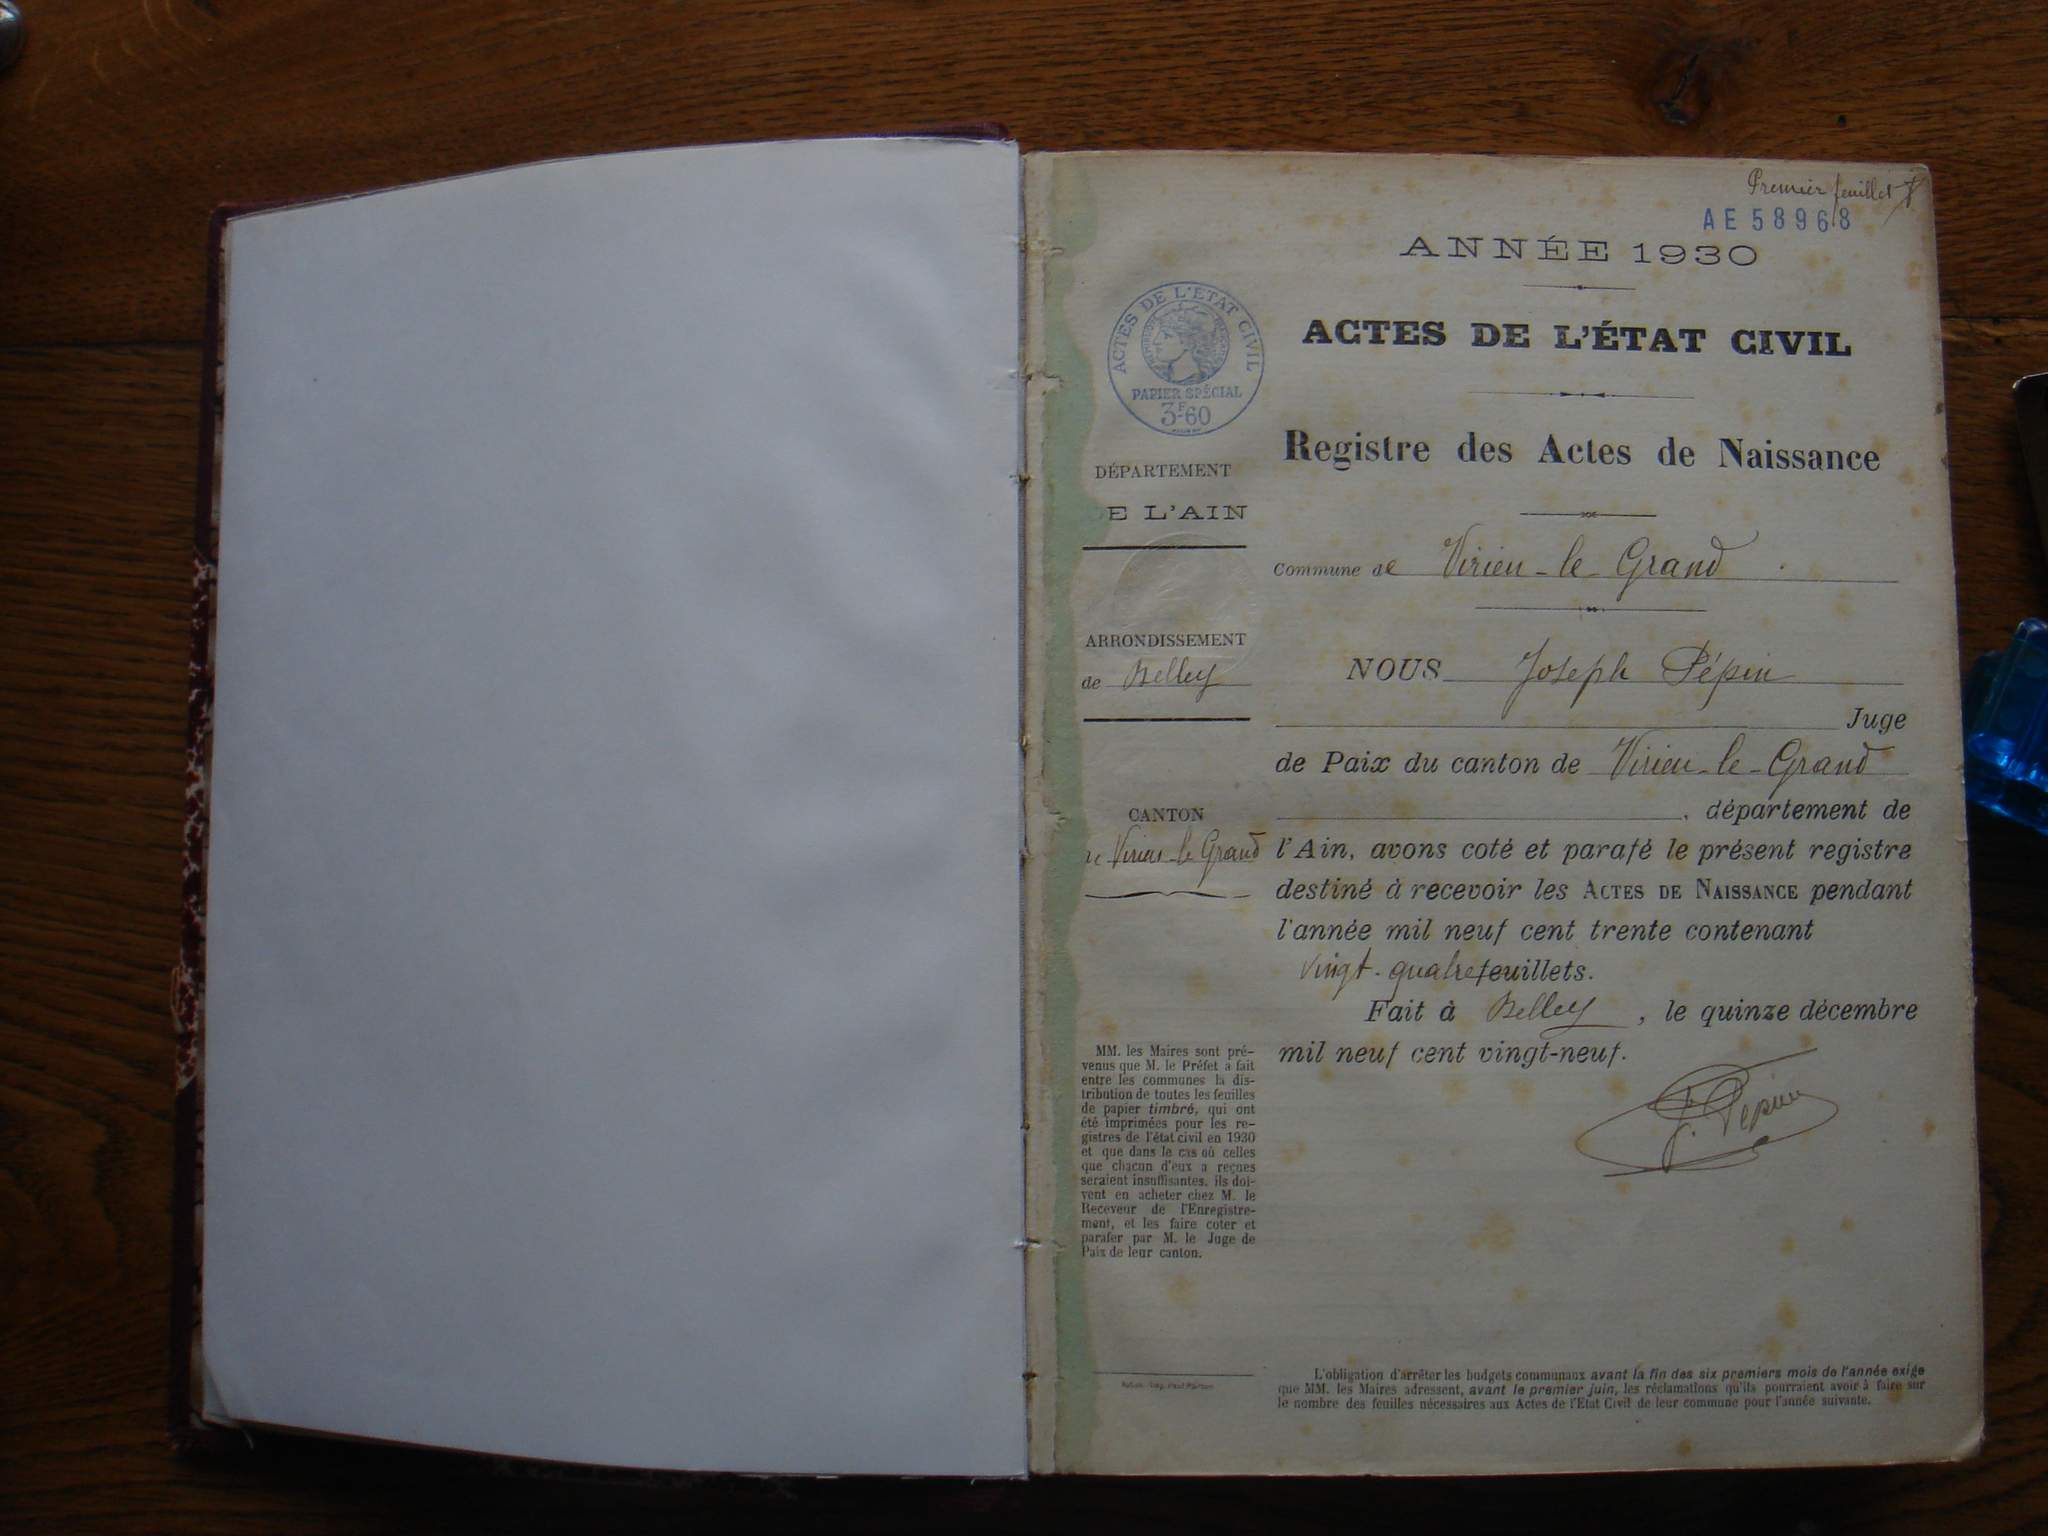 Premier feuillet
AE 58968
ANNÉE 1930
ACTES DE L'ÉTAT CIVIL
Registre des Actes de Naissance
Commune de Virieu-le-Grand
NOUS Joseph Pépin
Juge
de Paix du canton de Virieu-le-Grand
, département de
l'Ain, avons coté et parafé le présent registre
destiné à recevoir les ACTES DE NAISSANCE pendant
l'année mil neuf cent trente contenant
vingt-quatre feuillets.
Fait à Belley, le quinze décembre
mil neuf cent vingt-neuf.
J. Pépin
ACTES DE L'ETAT CIVIL
PAPIER SPÉCIAL
3F.60
DÉPARTEMENT
DE L'AIN
ARRONDISSEMENT
de Belley
CANTON
de Virieu-le-Grand
MM. les Maires sont pré-
venus que M. le Préfet a fait
entre les communes la dis-
tribution de toutes les feuilles
de papier timbré, qui ont
été imprimées pour les re-
gistres de l'état civil en 1930
et que dans le cas où celles
que chacun d'eux a reçues
seraient insuffisantes, ils doi-
vent en acheter chez M. le
Receveur de l'Enregistre-
ment, et les faire coter et
parafer par M. le Juge de
Paix de leur canton.
L'obligation d'arrêter les budgets communaux avant la fin des six premiers mois de l'année exige
que MM. les Maires adressent, avant le premier juin, les réclamations qu'ils pourraient avoir à faire sur
le nombre des feuilles nécessaires aux Actes de l'État Civil de leur commune pour l'année suivante.